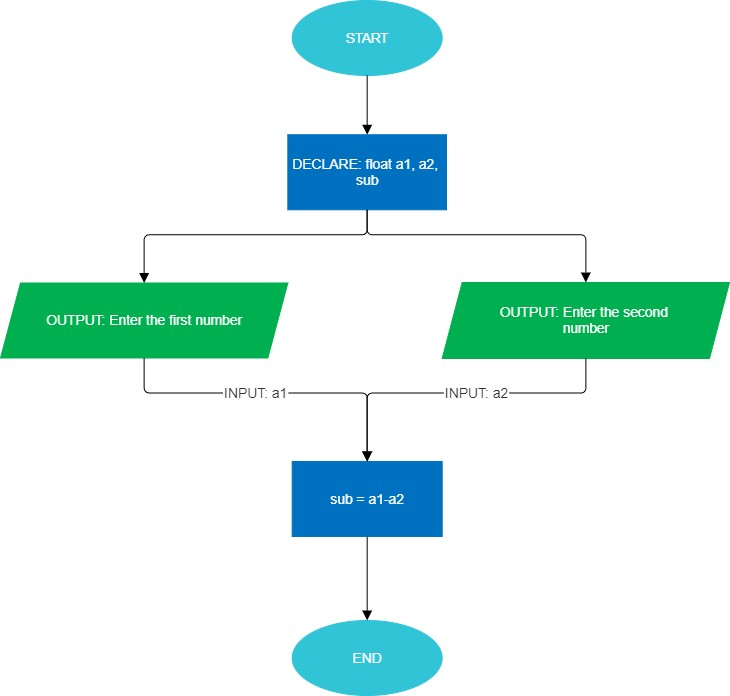 START
DECLARE: float a1, a2,
sub
OUTPUT: Enter the first number
OUTPUT: Enter the second
number
INPUT: a1
INPUT: a2
sub = a1-a2
END